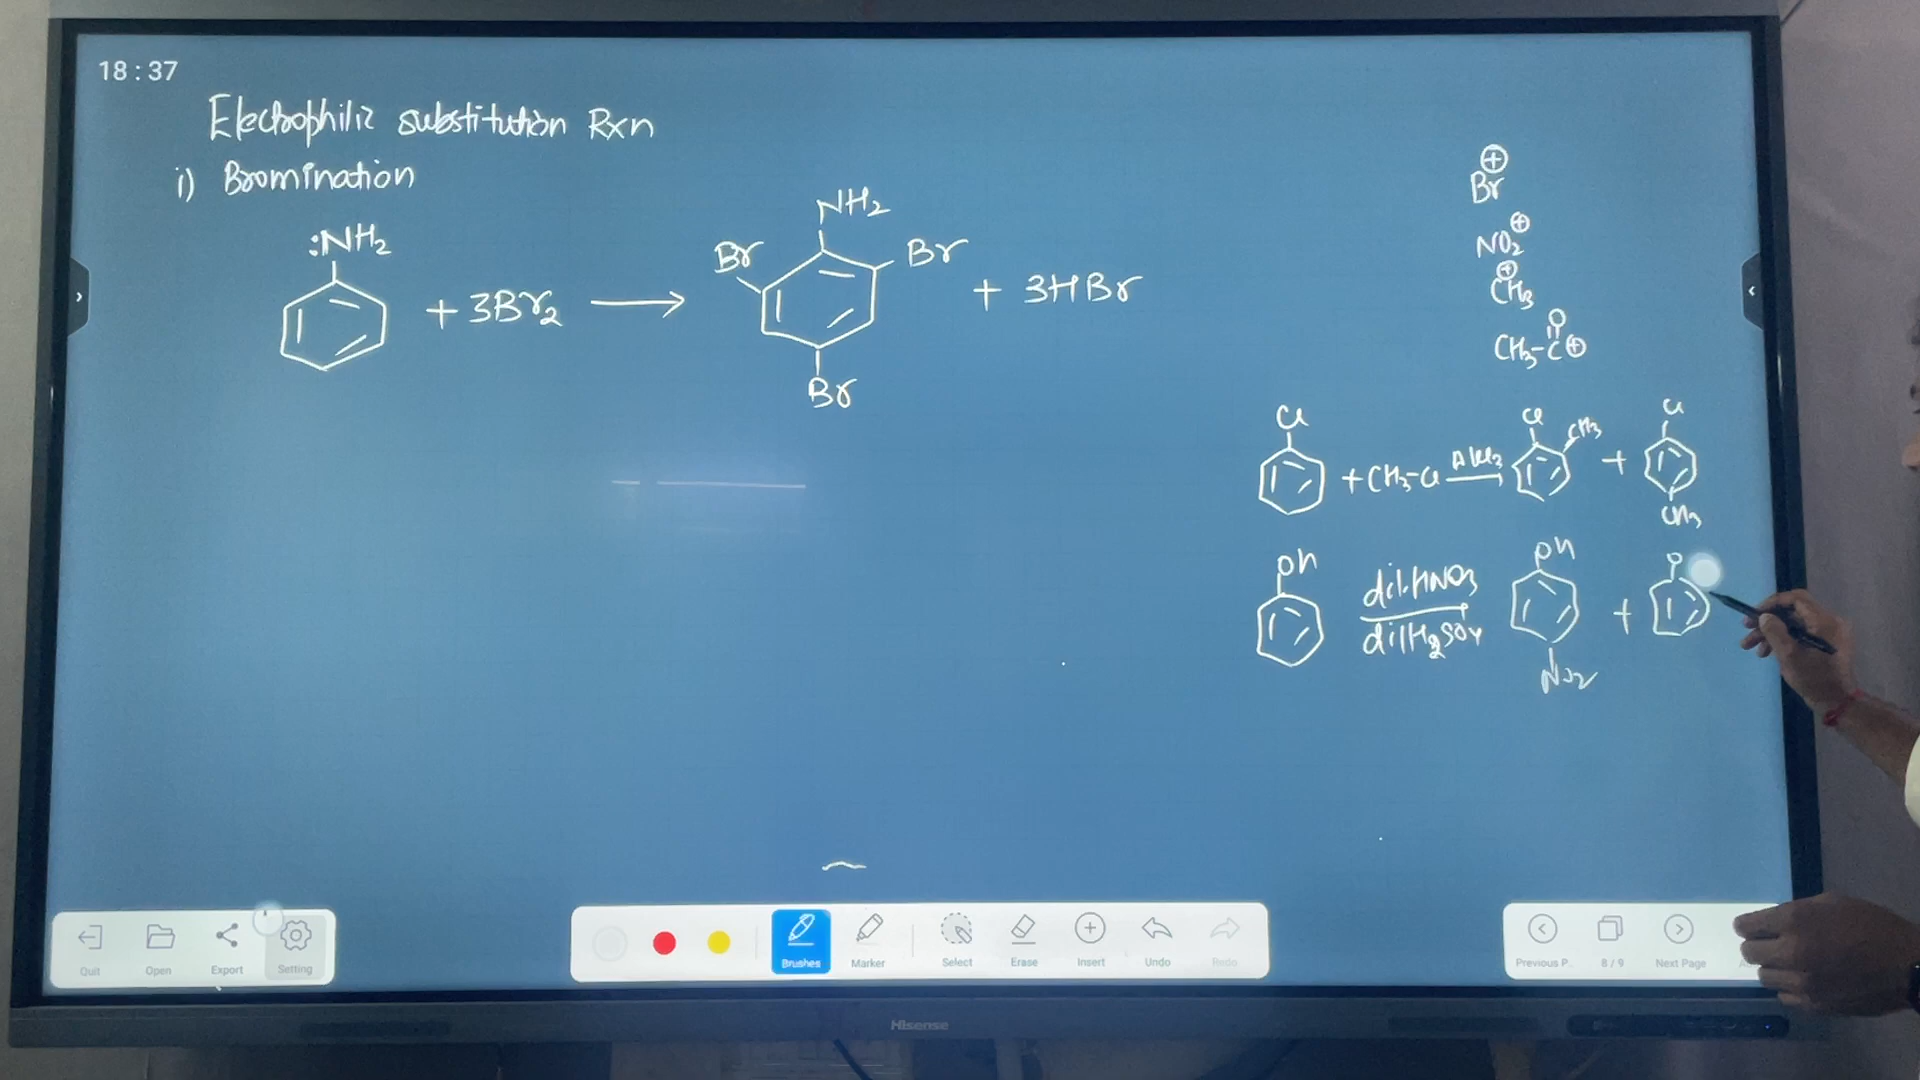 18 : 37
Electrophilic substitution Rxn
i) Bromination
:NH2 + 3Br2 ⟶ NH2 Br Br Br + 3HBr
⊕
Br
NO2 ⊕
⊕
CH3
O
CH3-C⊕
Cl + CH3-Cl Cl CH3 + Cl CH3
OH dil.HNO3 OH NO2 +
dil H2SO4
Quit Open Export Setting
Brushes Marker Select Erase Insert Undo Redo
Previous P.. 8 / 9 Next Page
Hisense